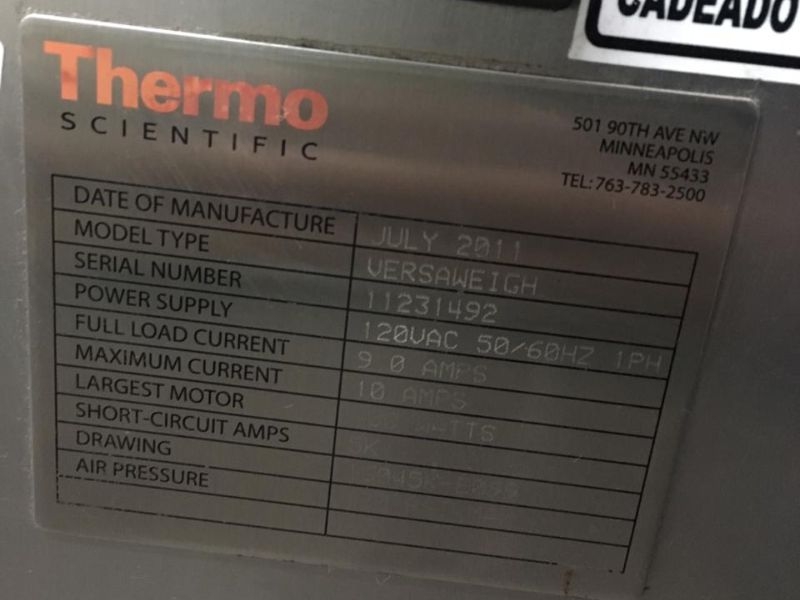 CADEADO
Thermo
SCIENTIFIC
501 90TH AVE NW
MINNEAPOLIS
MN 55433
TEL: 763-783-2500
DATE OF MANUFACTURE JULY 2011
MODEL TYPE VERSAWEIGH
SERIAL NUMBER 11231492
POWER SUPPLY 120VAC 50/60HZ 1PH
FULL LOAD CURRENT 9.0 AMPS
MAXIMUM CURRENT 10 AMPS
LARGEST MOTOR WATTS
SHORT-CIRCUIT AMPS 5K
DRAWING
AIR PRESSURE